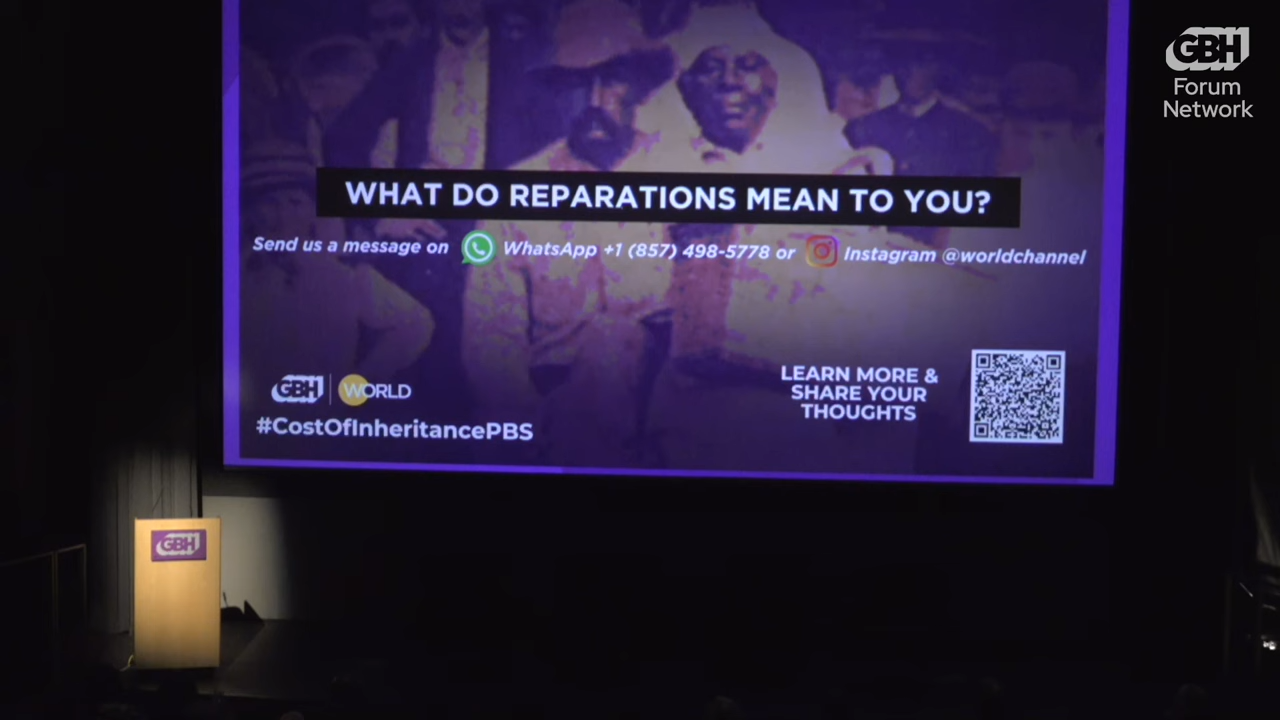 GBH
Forum
Network
WHAT DO REPARATIONS MEAN TO YOU?
Send us a message on WhatsApp +1 (857) 498-5778 or Instagram @worldchannel
GBH | WORLD
#CostOfInheritancePBS
LEARN MORE &
SHARE YOUR
THOUGHTS
GBH